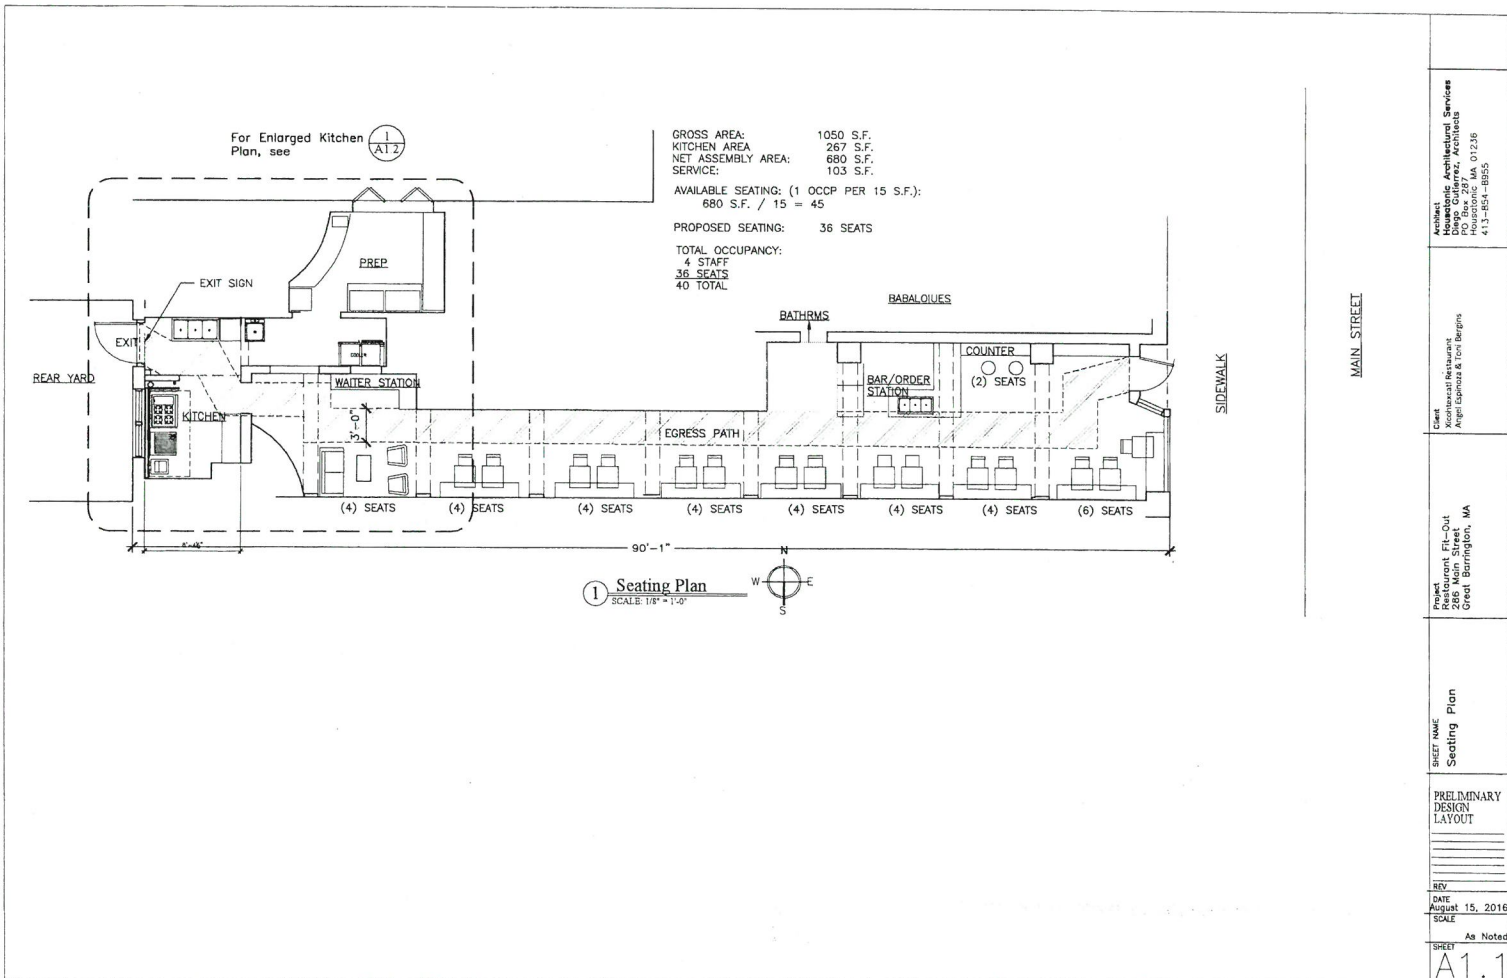 For Enlarged Kitchen
Plan, see
1
A1.2
GROSS AREA: 1050 S.F.
KITCHEN AREA 267 S.F.
NET ASSEMBLY AREA: 680 S.F.
SERVICE: 103 S.F.
AVAILABLE SEATING: (1 OCCP PER 15 S.F.):
680 S.F. / 15 = 45
PROPOSED SEATING: 36 SEATS
TOTAL OCCUPANCY:
4 STAFF
36 SEATS
40 TOTAL
EXIT SIGN
PREP
EXIT
COOLER
REAR YARD
WAITER STATION
KITCHEN
3'-0"
EGRESS PATH
BABALOIUES
BATHRMS
BAR/ORDER
STATION
COUNTER
(2) SEATS
SIDEWALK
MAIN STREET
(4) SEATS
(4) SEATS
(4) SEATS
(4) SEATS
(4) SEATS
(4) SEATS
(4) SEATS
(6) SEATS
90'-1"
1
Seating Plan
SCALE: 1/8" = 1'-0"
N
W
E
S
Architect
Housatonic Architectural Services
Diego Gutierrez, Architects
PO Box 287
Housatonic MA 01236
413-854-8955
Client
Xicohtexcatl Restaurant
Angel Espinoza & Toni Bergins
Project
Restaurant Fit-Out
286 Main Street
Great Barrington, MA
SHEET NAME
Seating Plan
PRELIMINARY
DESIGN
LAYOUT
REV
DATE
August 15, 2016
SCALE
As Noted
SHEET
A1.1